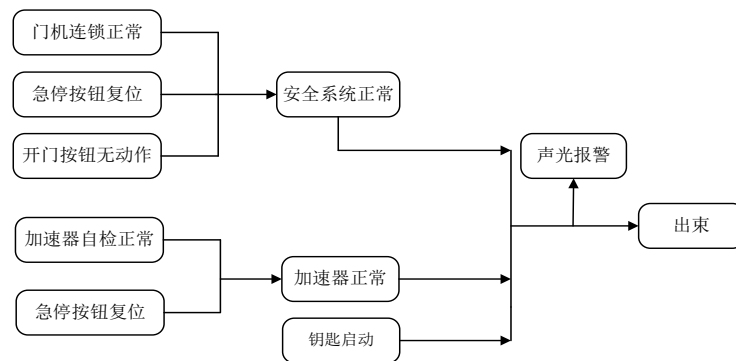 门机连锁正常
急停按钮复位
安全系统正常
开门按钮无动作
声光报警
加速器自检正常
出束
加速器正常
急停按钮复位
钥匙启动